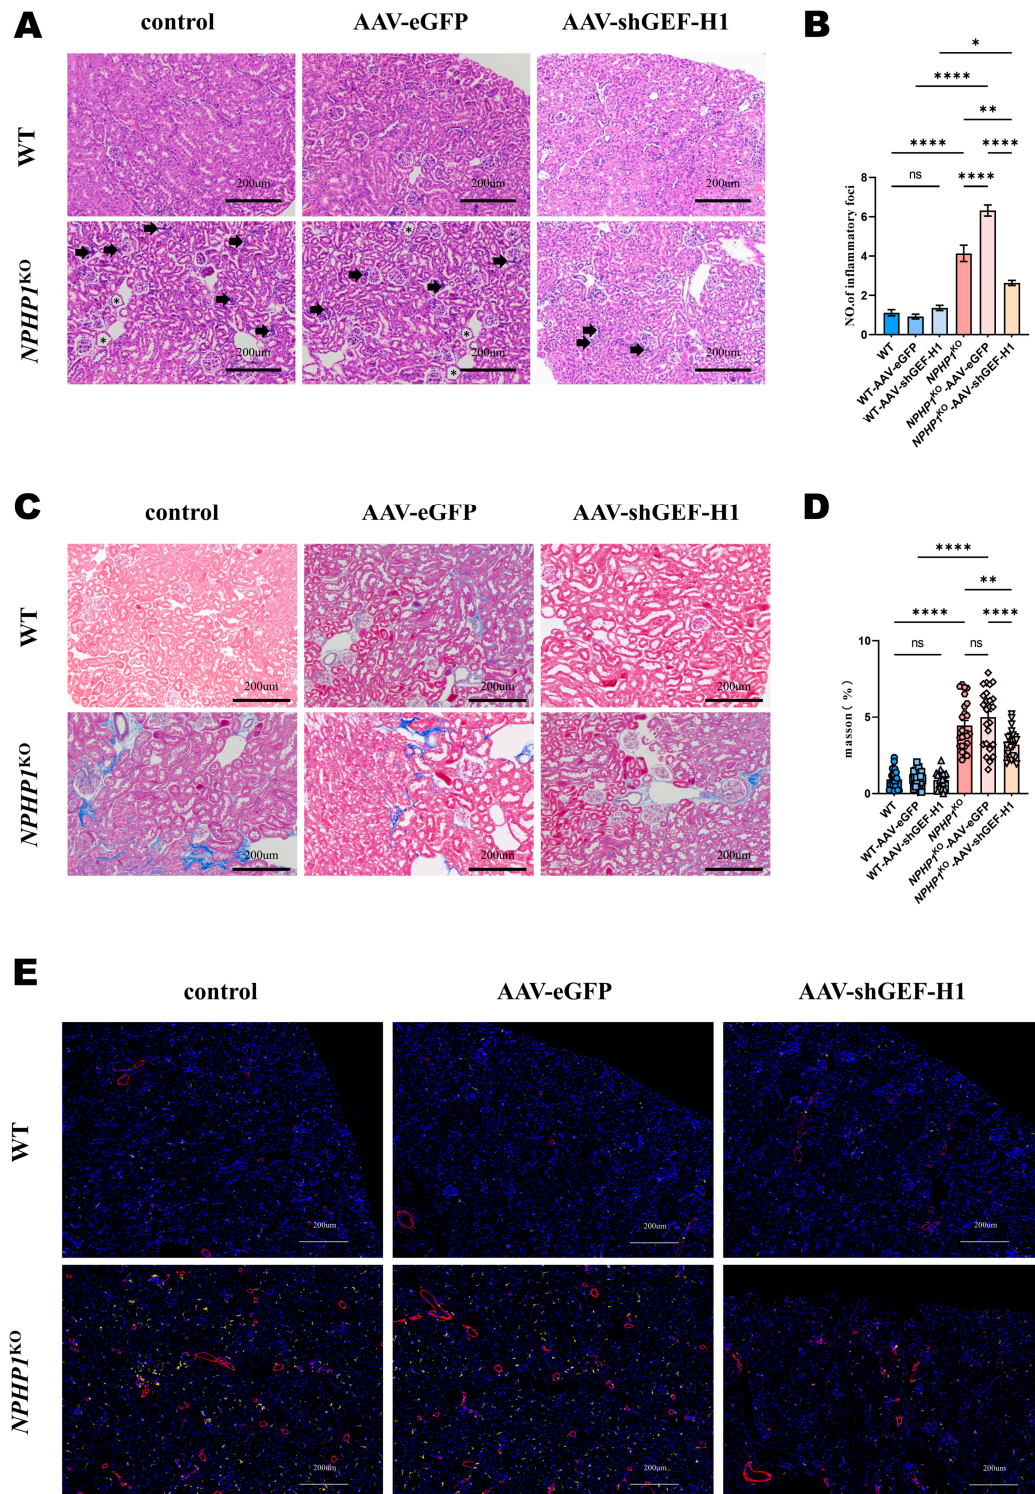 A
control
AAV-eGFP
AAV-shGEF-H1
WT
200um
200um
200um
NPHP1KO
*
*
*
*
*
*
200um
200um
200um
B
*
****
**
****
****
ns
****
NO.of inflammatory foci
8
6
4
2
0
WT
WT-AAV-eGFP
WT-AAV-shGEF-H1
NPHP1KO
NPHP1KO-AAV-eGFP
NPHP1KO-AAV-shGEF-H1
C
control
AAV-eGFP
AAV-shGEF-H1
WT
200um
200um
200um
NPHP1KO
200um
200um
200um
D
****
**
****
****
ns
ns
masson（%）
10
5
0
WT
WT-AAV-eGFP
WT-AAV-shGEF-H1
NPHP1KO
NPHP1KO-AAV-eGFP
NPHP1KO-AAV-shGEF-H1
E
control
AAV-eGFP
AAV-shGEF-H1
WT
200um
200um
200um
NPHP1KO
200um
200um
200um